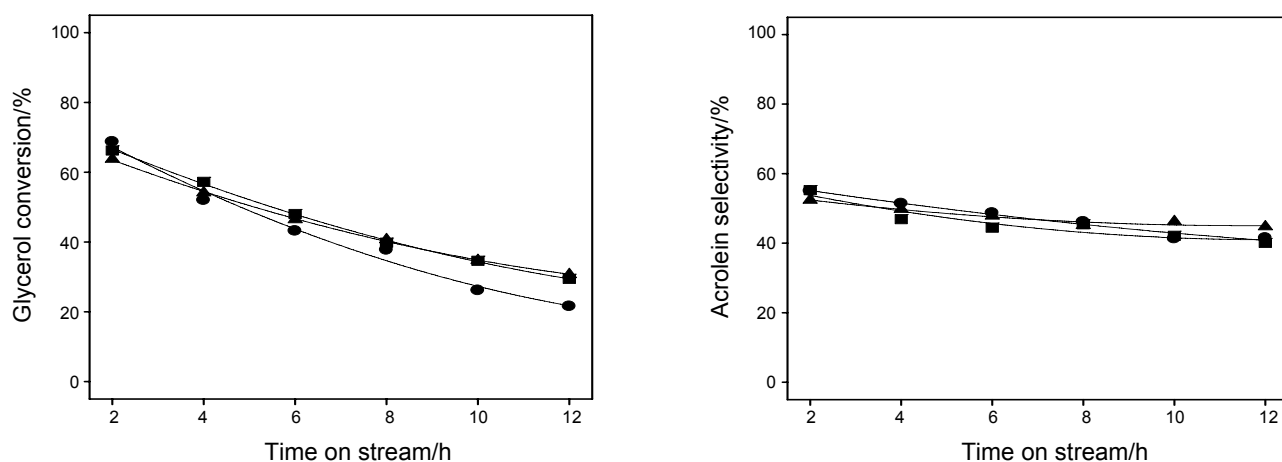 Glycerol conversion/%
100
80
60
40
20
0
2 4 6 8 10 12
Time on stream/h
Acrolein selectivity/%
100
80
60
40
20
0
2 4 6 8 10 12
Time on stream/h